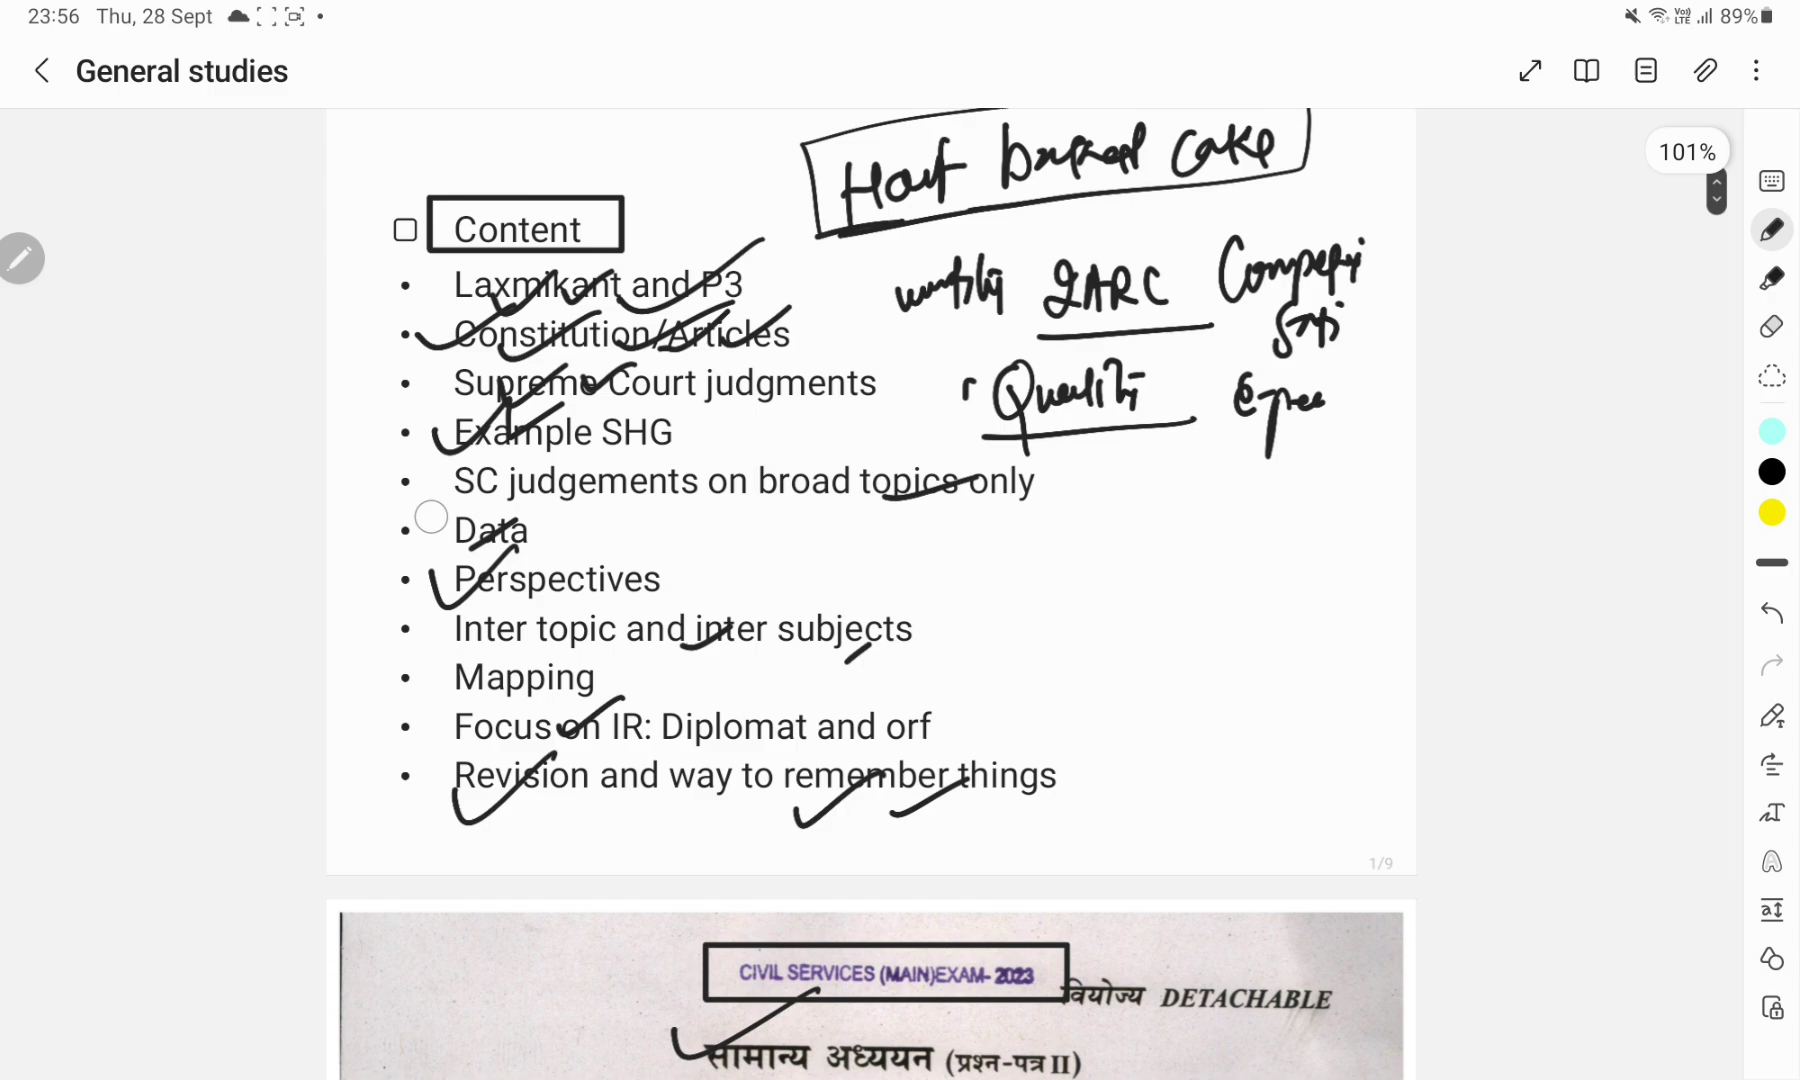 23:56 Thu, 28 Sept
Vo)) LTE 89%
General studies
101%
Half baked cake
Content
Laxmikant and P3
Constitution/Articles
Supreme Court judgments
Example SHG
SC judgements on broad topics only
Data
Perspectives
Inter topic and inter subjects
Mapping
Focus on IR: Diplomat and orf
Revision and way to remember things
2ARC
Quality
1/9
CIVIL SERVICES (MAIN)EXAM- 2023
वियोज्य DETACHABLE
सामान्य अध्ययन (प्रश्न-पत्र II)